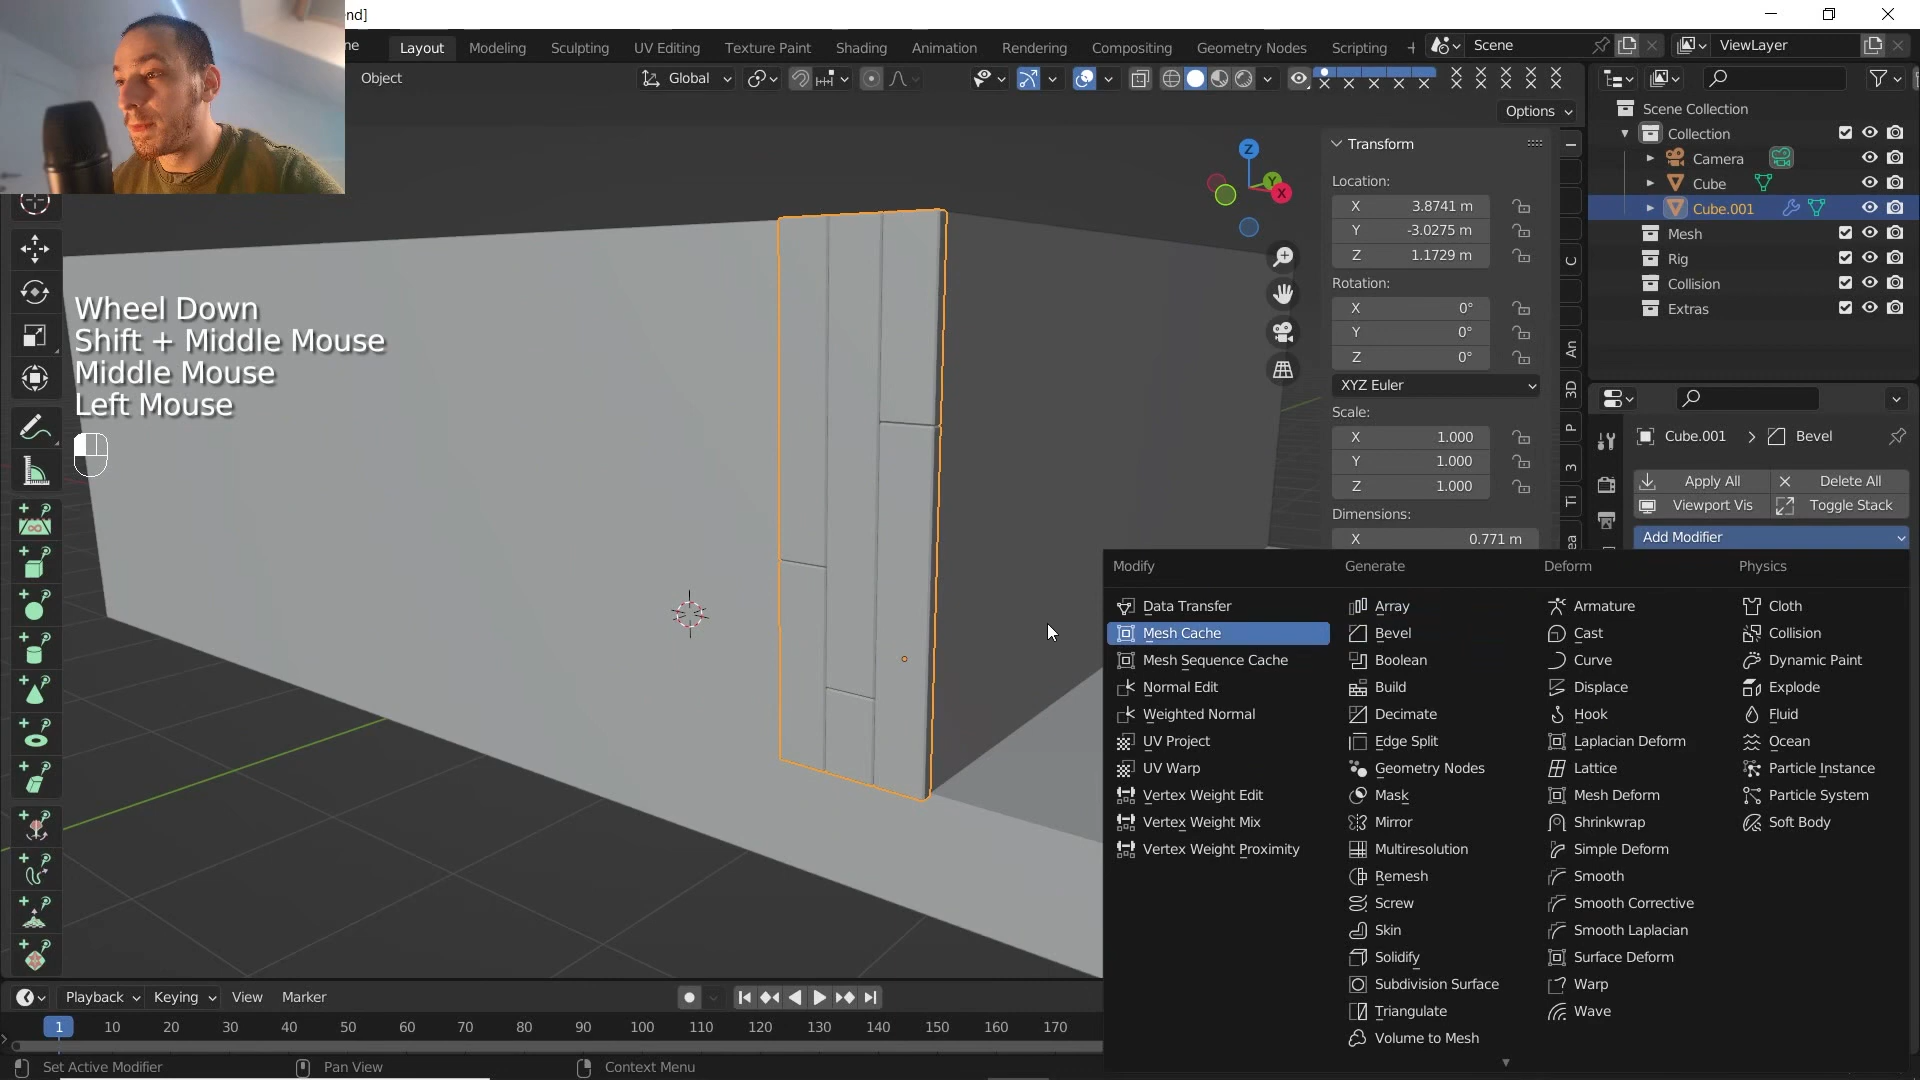 end]
ne
Layout
Modeling
Sculpting
UV Editing
Texture Paint
Shading
Animation
Rendering
Compositing
Geometry Nodes
Scripting
Scene
ViewLayer
Object
Global
Options
Wheel Down
Shift + Middle Mouse
Middle Mouse
Left Mouse
Z
Y
X
Transform
Location:
X 3.8741 m
Y -3.0275 m
Z 1.1729 m
Rotation:
X 0°
Y 0°
Z 0°
XYZ Euler
Scale:
X 1.000
Y 1.000
Z 1.000
Dimensions:
X 0.771 m
C
An
3D
P
3
TI
ea
Scene Collection
Collection
Camera
Cube
Cube.001
Mesh
Rig
Collision
Extras
Cube.001 > Bevel
Apply All
Delete All
Viewport Vis
Toggle Stack
Add Modifier
Modify
Data Transfer
Mesh Cache
Mesh Sequence Cache
Normal Edit
Weighted Normal
UV Project
UV Warp
Vertex Weight Edit
Vertex Weight Mix
Vertex Weight Proximity
Generate
Array
Bevel
Boolean
Build
Decimate
Edge Split
Geometry Nodes
Mask
Mirror
Multiresolution
Remesh
Screw
Skin
Solidify
Subdivision Surface
Triangulate
Volume to Mesh
Deform
Armature
Cast
Curve
Displace
Hook
Laplacian Deform
Lattice
Mesh Deform
Shrinkwrap
Simple Deform
Smooth
Smooth Corrective
Smooth Laplacian
Surface Deform
Warp
Wave
Physics
Cloth
Collision
Dynamic Paint
Explode
Fluid
Ocean
Particle Instance
Particle System
Soft Body
Playback
Keying
View
Marker
1 10 20 30 40 50 60 70 80 90 100 110 120 130 140 150 160 170
Set Active Modifier
Pan View
Context Menu